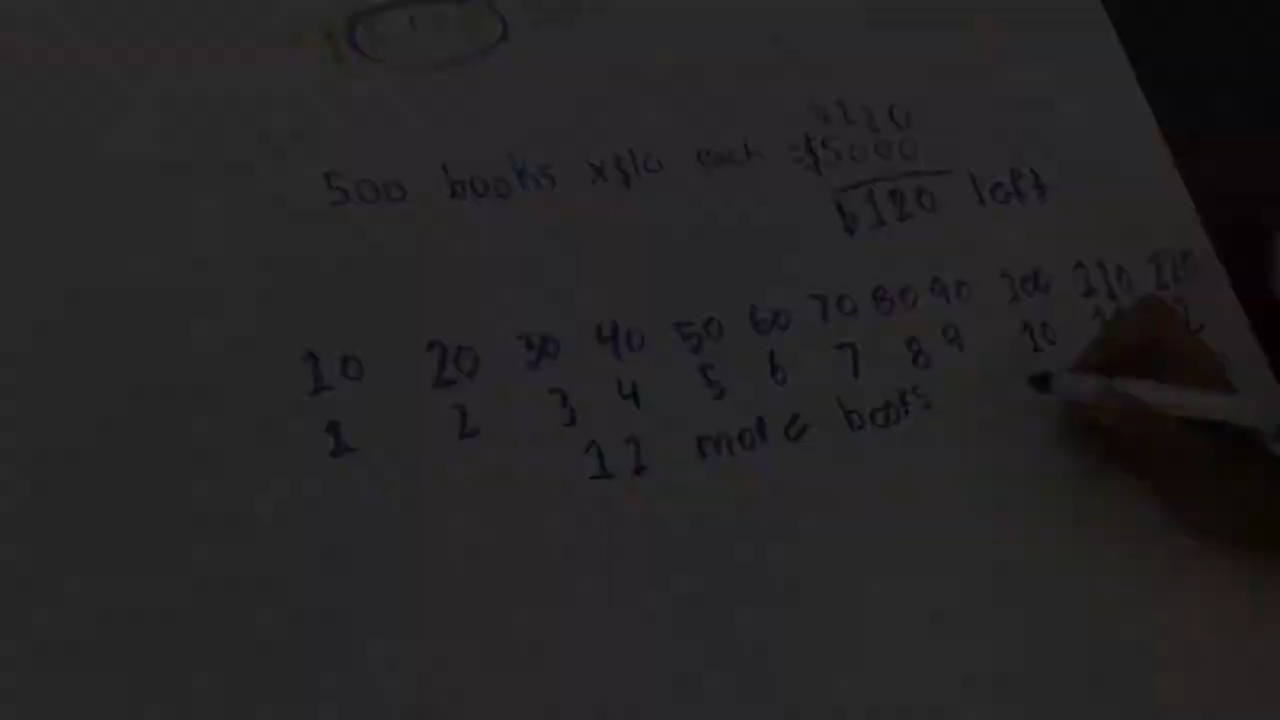 500 books x $10 each = $5000
$120 left
10 20 30 40 50 60 70 80 90 100 110 120
1 2 3 4 5 6 7 8 9 10
12 more books